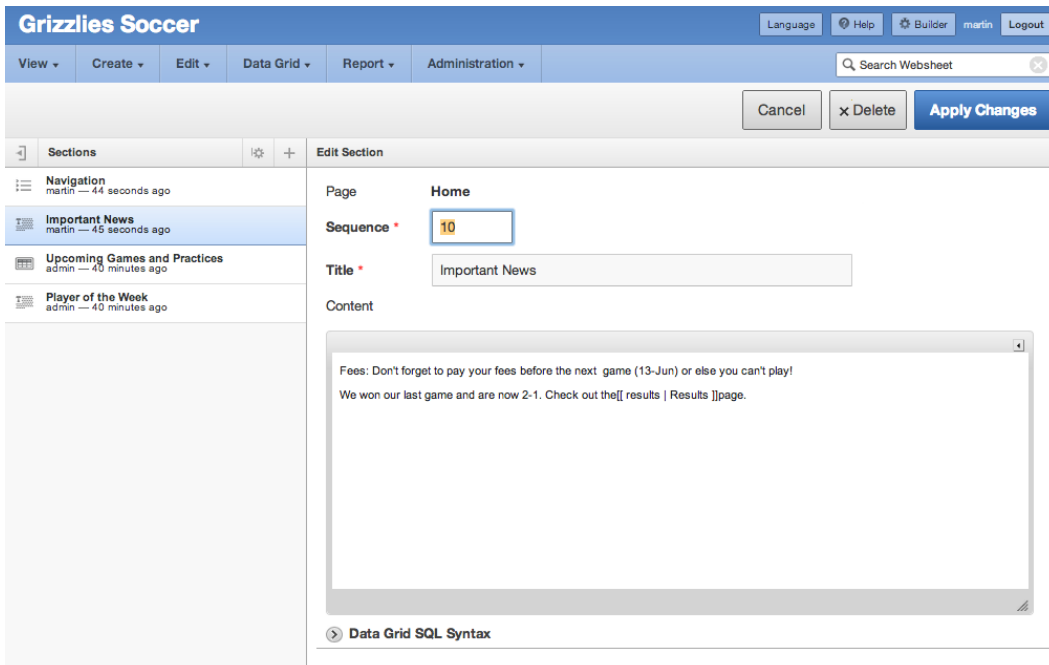 Grizzlies Soccer
Language Help Builder martin Logout
View Create Edit Data Grid Report Administration Search Websheet
Cancel x Delete Apply Changes
Sections Edit Section
Navigation
martin — 44 seconds ago
Important News
martin — 45 seconds ago
Upcoming Games and Practices
admin — 40 minutes ago
Player of the Week
admin — 40 minutes ago
Page Home
Sequence * 10
Title * Important News
Content
Fees: Don't forget to pay your fees before the next game (13-Jun) or else you can't play!
We won our last game and are now 2-1. Check out the[[ results | Results ]]page.
Data Grid SQL Syntax